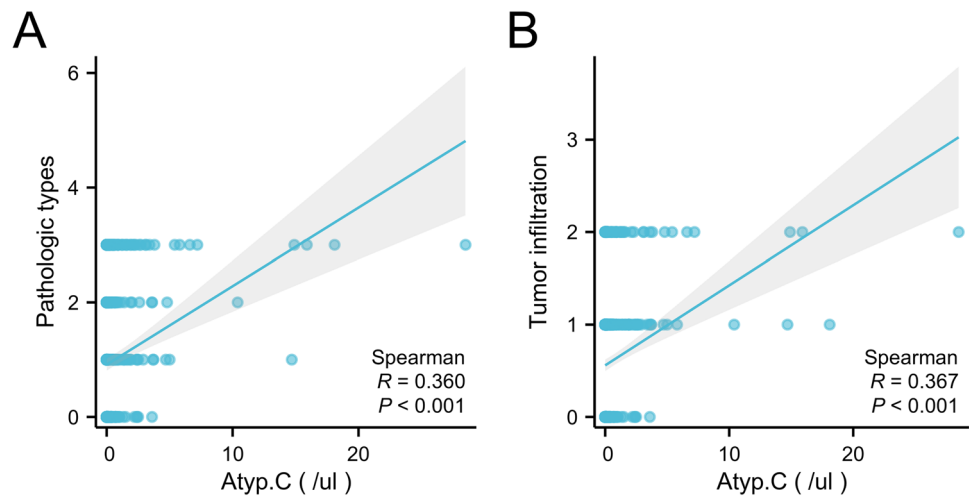 A
Pathologic types
6
4
2
0
Spearman
R = 0.360
P < 0.001
0 10 20
Atyp.C ( /ul )
B
Tumor infiltration
3
2
1
0
Spearman
R = 0.367
P < 0.001
0 10 20
Atyp.C ( /ul )